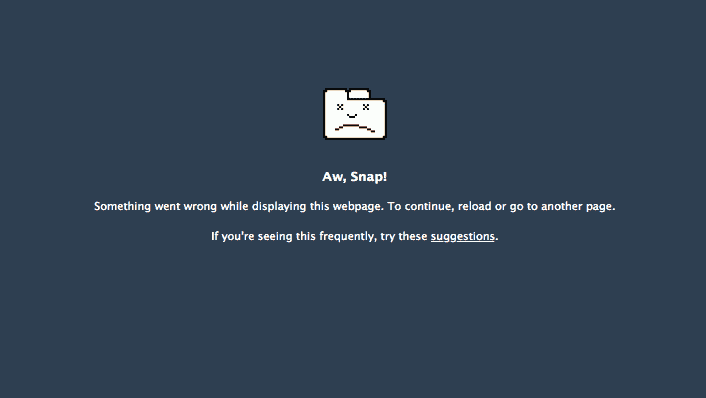 Aw, Snap!
Something went wrong while displaying this webpage. To continue, reload or go to another page.
If you're seeing this frequently, try these suggestions.